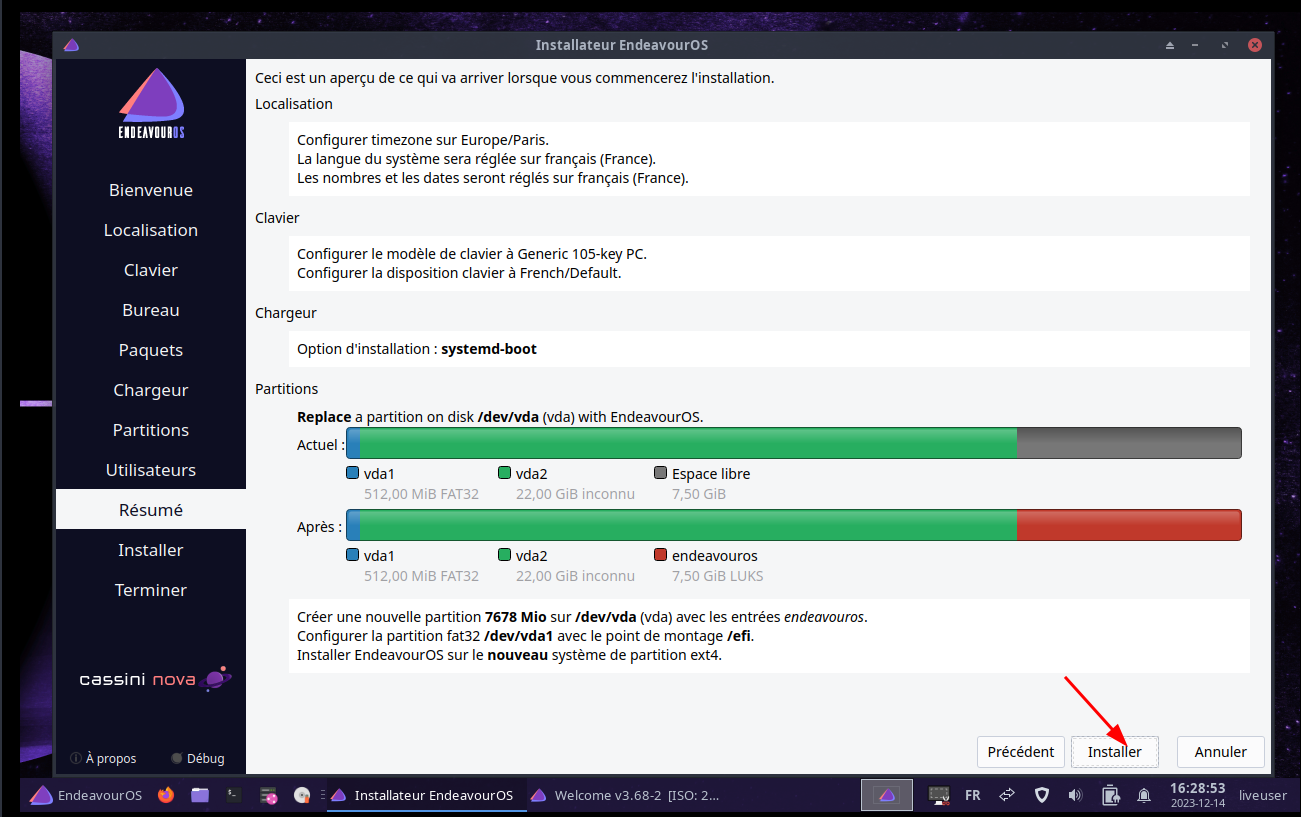 Installateur EndeavourOS
ENDEAVOUROS
Bienvenue
Localisation
Clavier
Bureau
Paquets
Chargeur
Partitions
Utilisateurs
Résumé
Installer
Terminer
cassini nova
À propos
Débug
Ceci est un aperçu de ce qui va arriver lorsque vous commencerez l'installation.
Localisation
Configurer timezone sur Europe/Paris.
La langue du système sera réglée sur français (France).
Les nombres et les dates seront réglés sur français (France).
Clavier
Configurer le modèle de clavier à Generic 105-key PC.
Configurer la disposition clavier à French/Default.
Chargeur
Option d'installation : systemd-boot
Partitions
Replace a partition on disk /dev/vda (vda) with EndeavourOS.
Actuel :
vda1 vda2 Espace libre
512,00 MiB FAT32 22,00 GiB inconnu 7,50 GiB
Après :
vda1 vda2 endeavouros
512,00 MiB FAT32 22,00 GiB inconnu 7,50 GiB LUKS
Créer une nouvelle partition 7678 Mio sur /dev/vda (vda) avec les entrées endeavouros.
Configurer la partition fat32 /dev/vda1 avec le point de montage /efi.
Installer EndeavourOS sur le nouveau système de partition ext4.
Précédent Installer Annuler
EndeavourOS Installateur EndeavourOS Welcome v3.68-2 [ISO: 2... FR 16:28:53 liveuser
2023-12-14